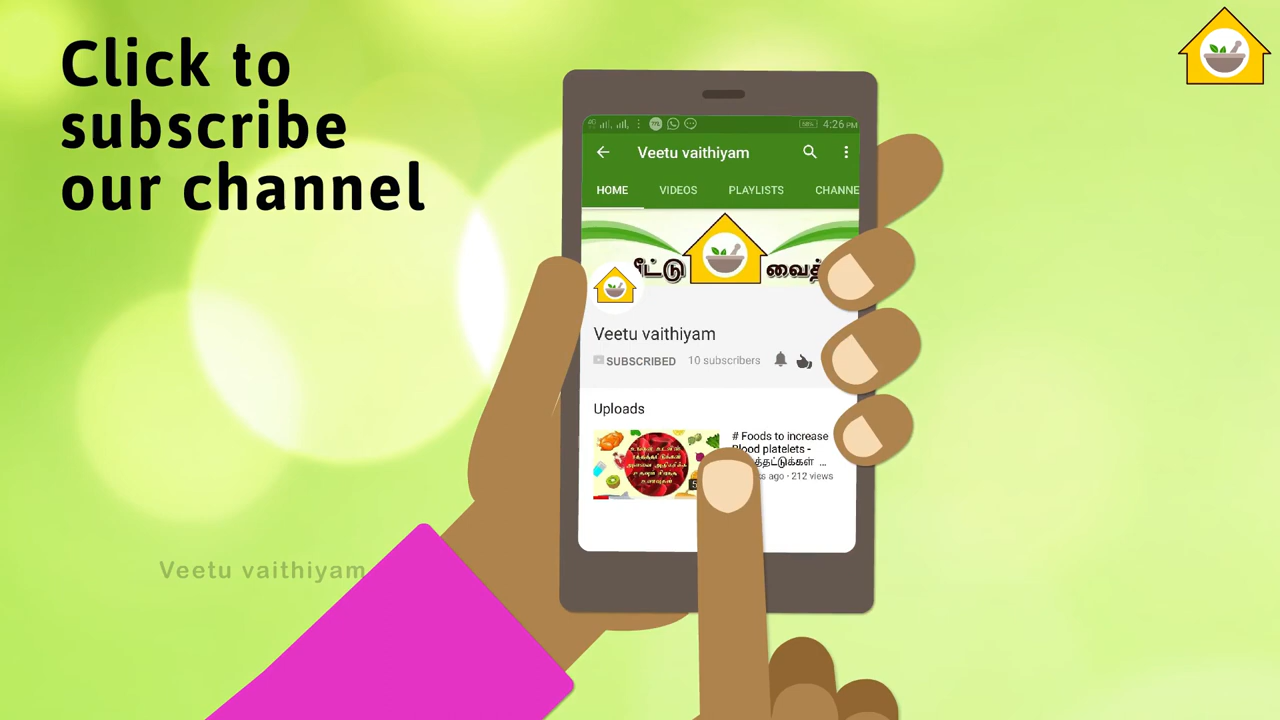 Click to
subscribe
our channel
4:26 PM
Veetu vaithiyam
HOME VIDEOS PLAYLISTS CHANNE
Veetu vaithiyam
SUBSCRIBED 10 subscribers
Uploads
# Foods to increase
Blood platelets -
ago · 212 views
Veetu vaithiyam